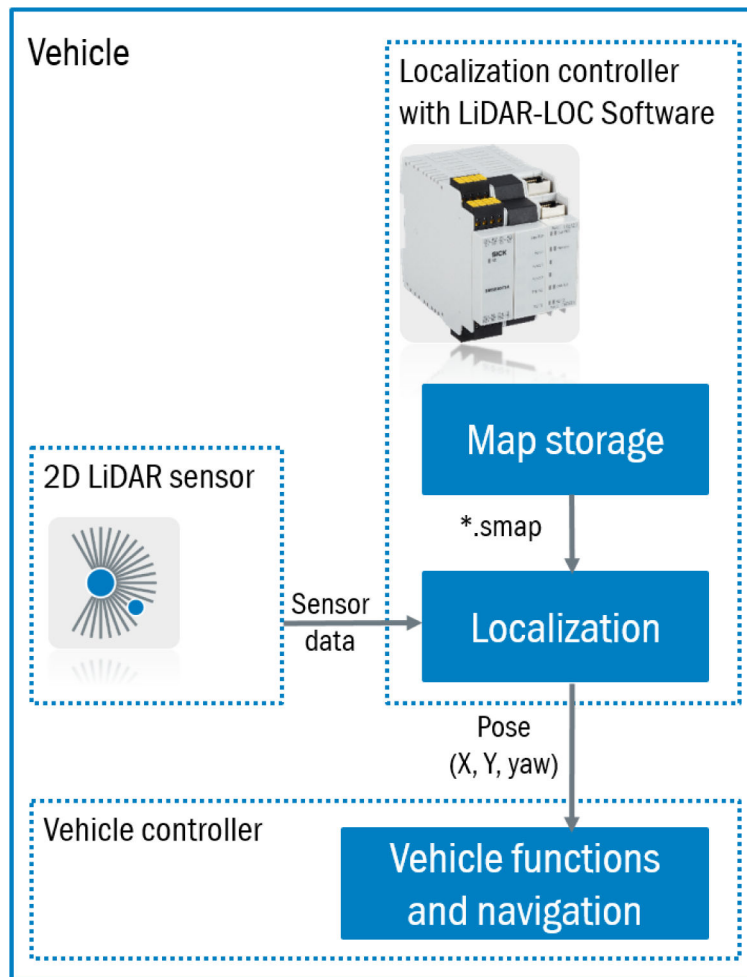 Vehicle
Localization controller
with LiDAR-LOC Software
SICK
Map storage
*.smap
2D LiDAR sensor
Sensor
data
Localization
Pose
(X, Y, yaw)
Vehicle controller
Vehicle functions
and navigation